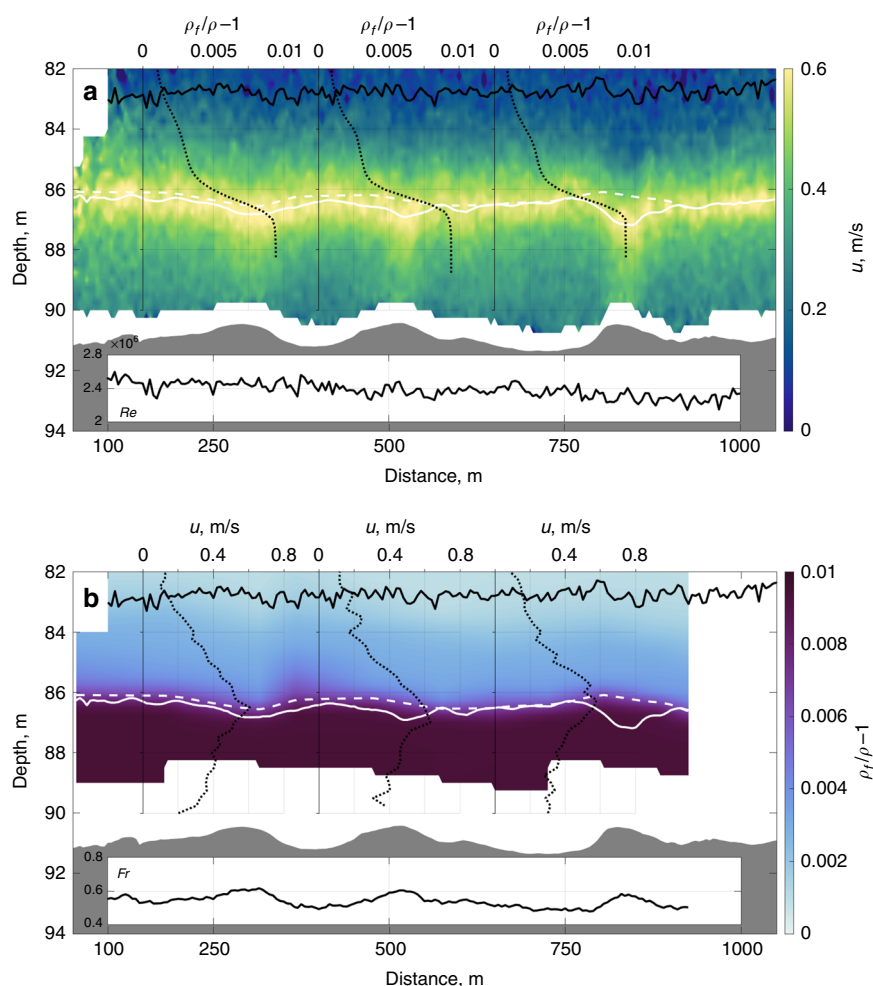 ρf/ρ−1 ρf/ρ−1 ρf/ρ−1
0 0.005 0.01 0 0.005 0.01 0 0.005 0.01
a
82
84
86
88
90
92
94
Depth, m
×10⁶
2.8
2.4
2
Re
100 250 500 750 1000
Distance, m
0.6
0.4
0.2
0
u, m/s
u, m/s u, m/s u, m/s
0 0.4 0.8 0 0.4 0.8 0 0.4 0.8
b
82
84
86
88
90
92
94
Depth, m
0.8
0.6
0.4
Fr
100 250 500 750 1000
Distance, m
0.01
0.008
0.006
0.004
0.002
0
ρf/ρ−1